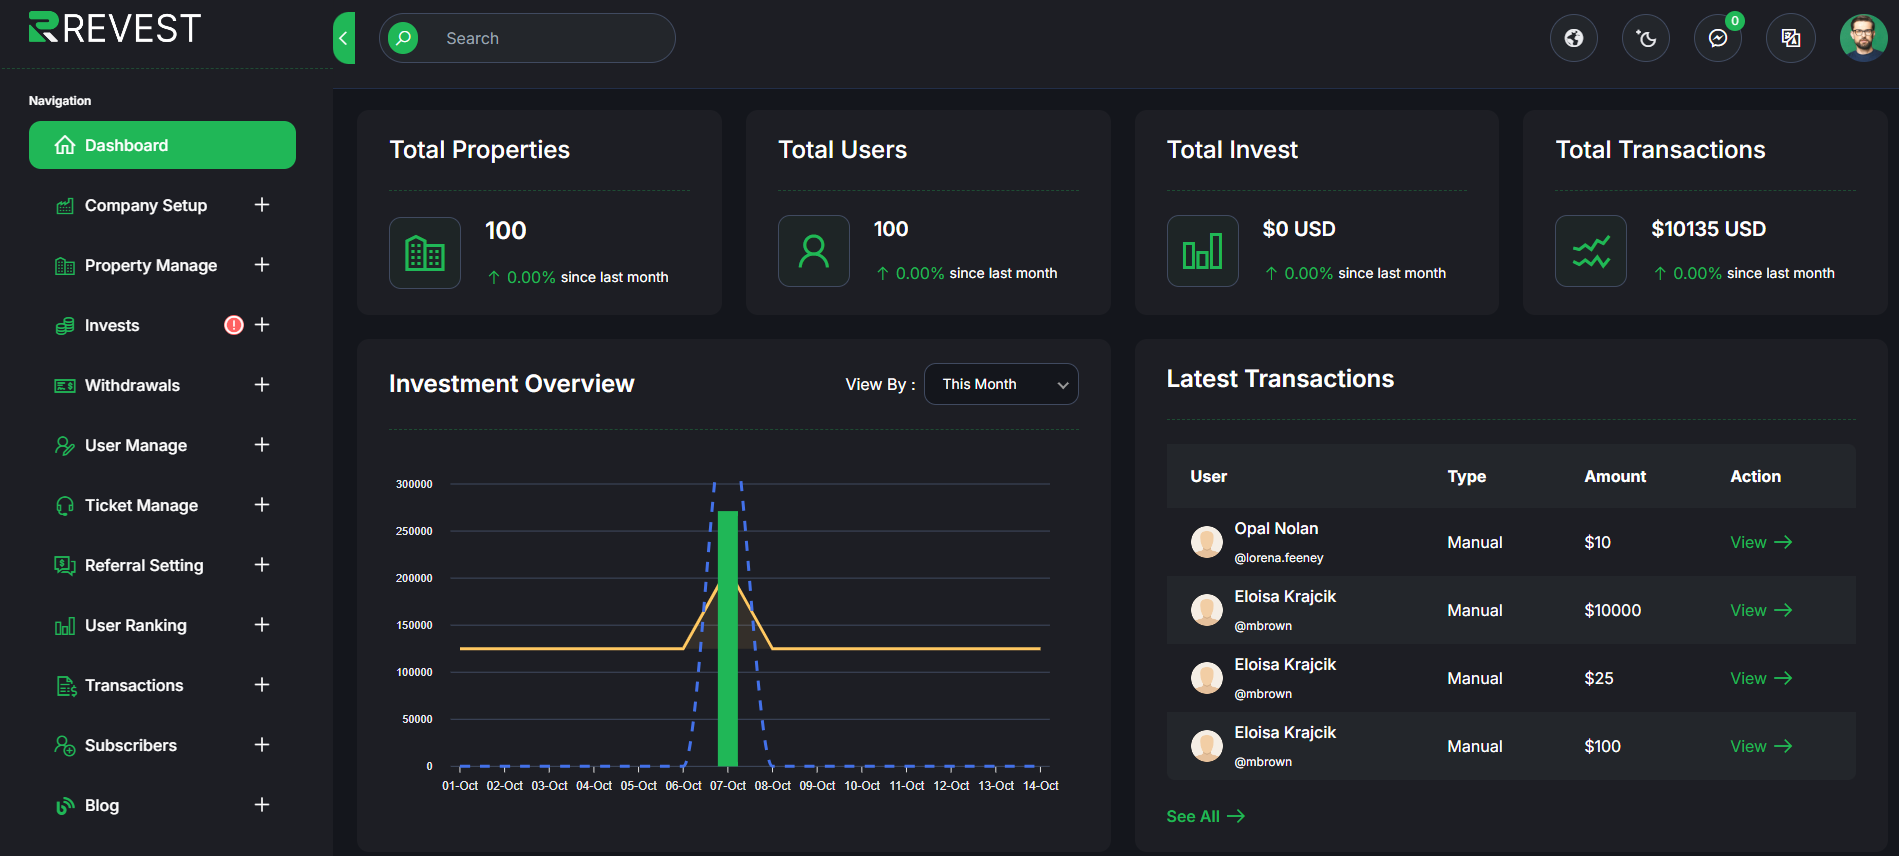 REVEST
Search
0
Navigation
Dashboard
Company Setup
Property Manage
Invests
Withdrawals
User Manage
Ticket Manage
Referral Setting
User Ranking
Transactions
Subscribers
Blog
Total Properties
100
0.00% since last month
Total Users
100
0.00% since last month
Total Invest
$0 USD
0.00% since last month
Total Transactions
$10135 USD
0.00% since last month
Investment Overview
View By : This Month
300000
250000
200000
150000
100000
50000
0
01-Oct 02-Oct 03-Oct 04-Oct 05-Oct 06-Oct 07-Oct 08-Oct 09-Oct 10-Oct 11-Oct 12-Oct 13-Oct 14-Oct
Latest Transactions
User Type Amount Action
Opal Nolan
@lorena.feeney
Manual $10 View
Eloisa Krajcik
@mbrown
Manual $10000 View
Eloisa Krajcik
@mbrown
Manual $25 View
Eloisa Krajcik
@mbrown
Manual $100 View
See All